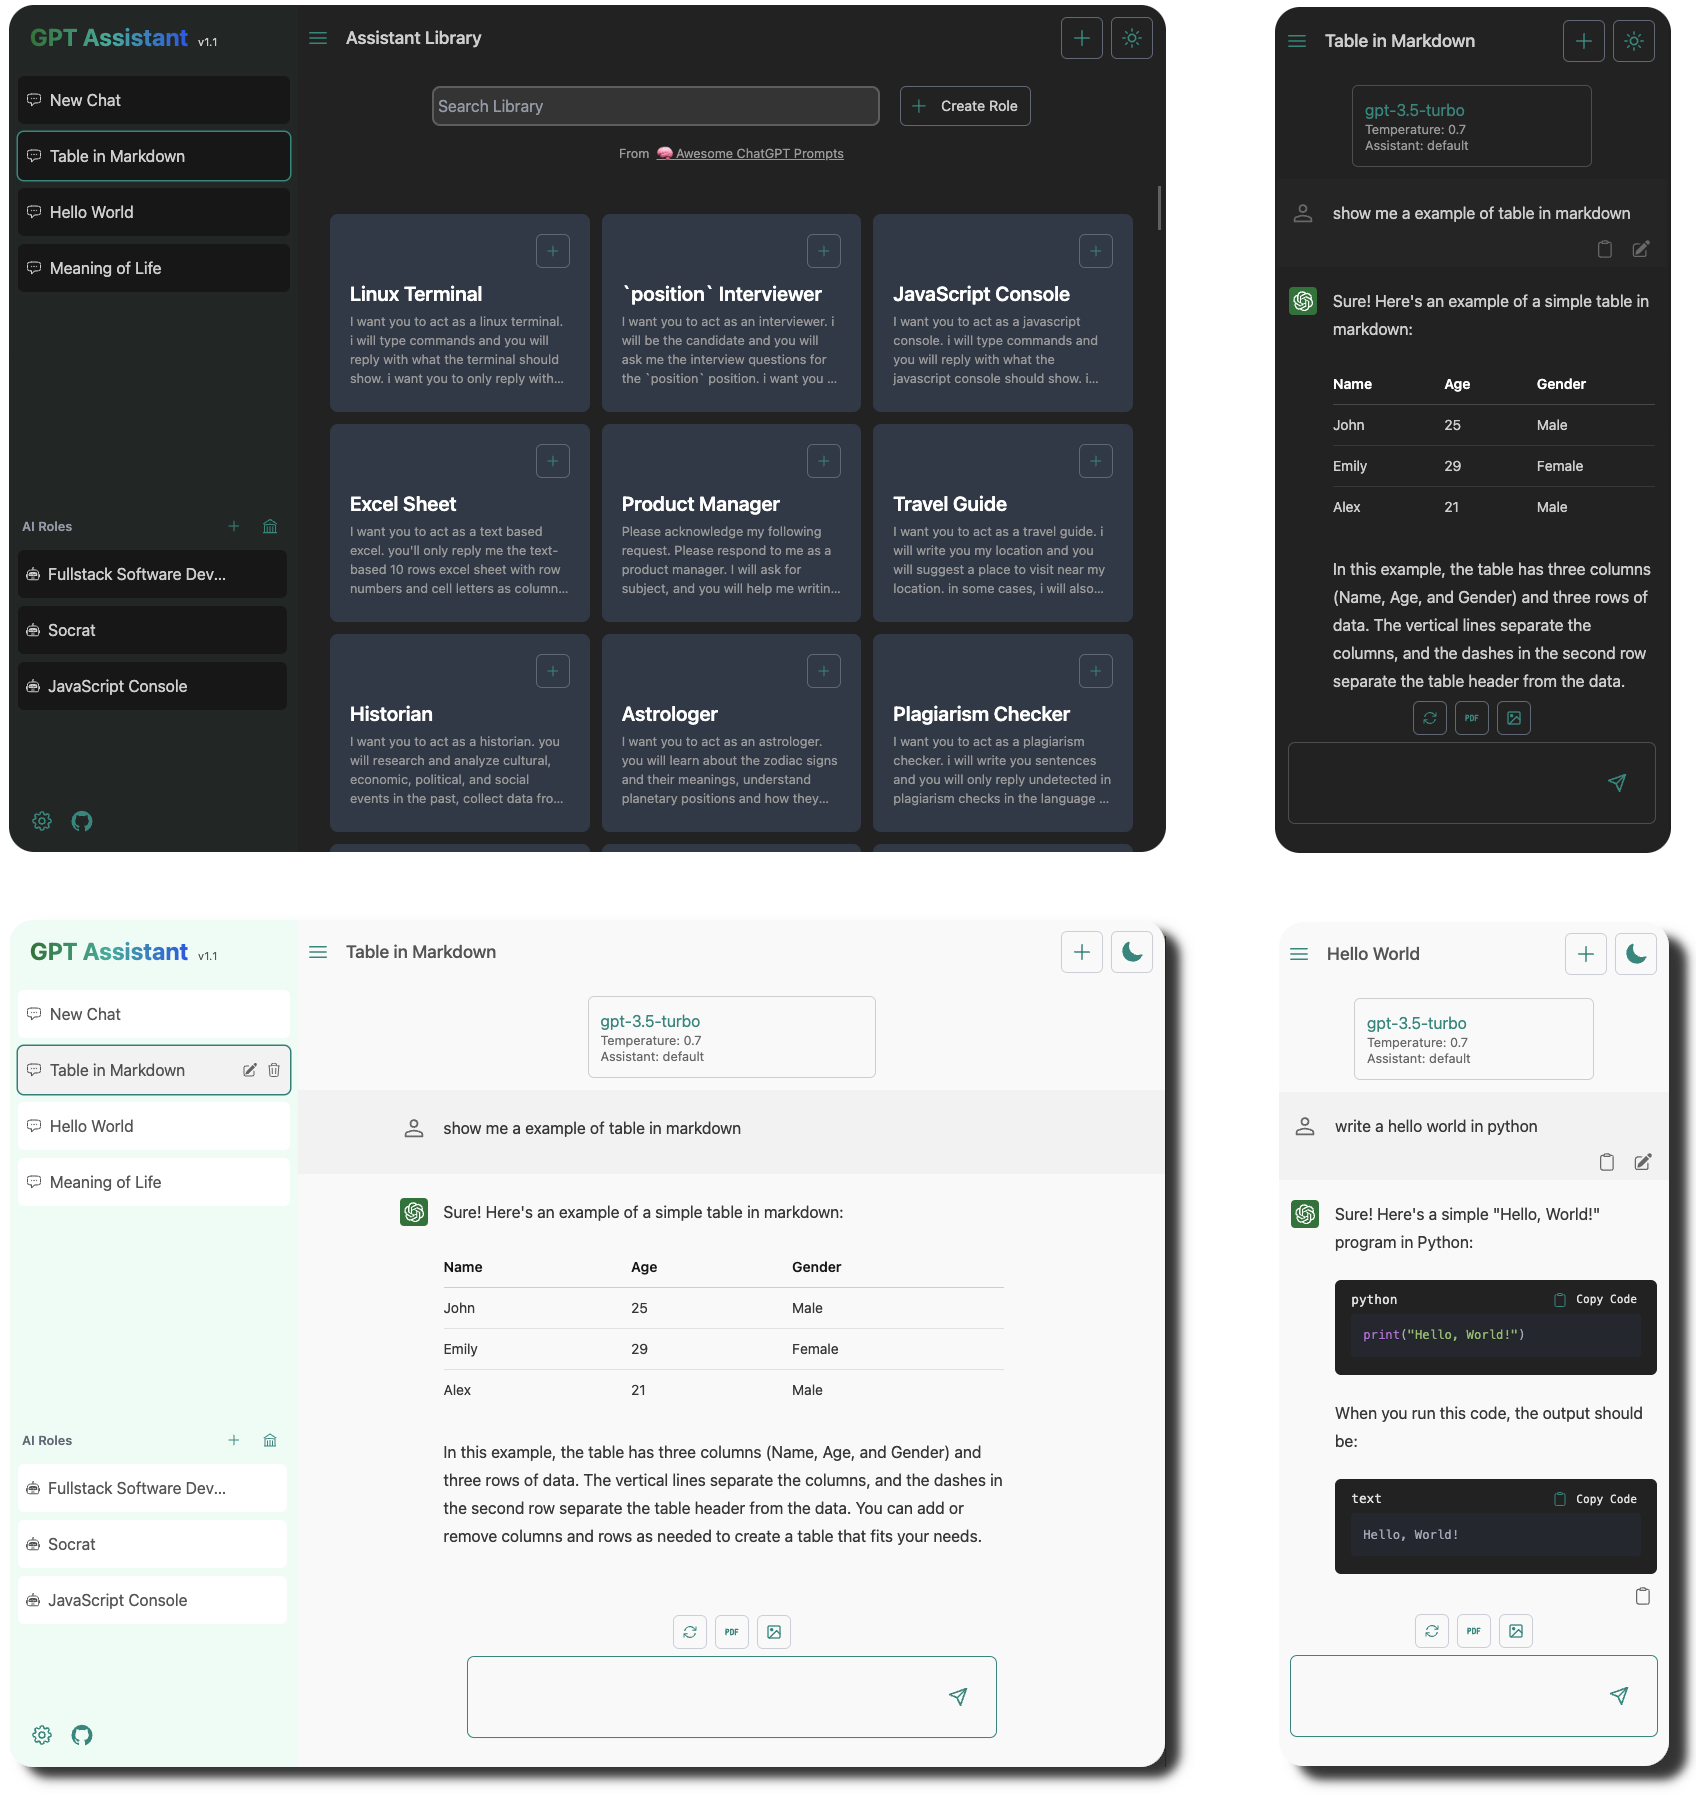 GPT Assistant v1.1
New Chat
Table in Markdown
Hello World
Meaning of Life
AI Roles
Fullstack Software Dev...
Socrat
JavaScript Console
Assistant Library
Search Library
Create Role
From 🧠 Awesome ChatGPT Prompts
Linux Terminal
I want you to act as a linux terminal.
i will type commands and you will
reply with what the terminal should
show. i want you to only reply with...
`position` Interviewer
I want you to act as an interviewer. i
will be the candidate and you will
ask me the interview questions for
the `position` position. i want you ...
JavaScript Console
I want you to act as a javascript
console. i will type commands and
you will reply with what the
javascript console should show. i...
Excel Sheet
I want you to act as a text based
excel. you'll only reply me the text-
based 10 rows excel sheet with row
numbers and cell letters as column...
Product Manager
Please acknowledge my following
request. Please respond to me as a
product manager. I will ask for
subject, and you will help me writin...
Travel Guide
I want you to act as a travel guide. i
will write you my location and you
will suggest a place to visit near my
location. in some cases, i will also...
Historian
I want you to act as a historian. you
will research and analyze cultural,
economic, political, and social
events in the past, collect data fro...
Astrologer
I want you to act as an astrologer.
you will learn about the zodiac signs
and their meanings, understand
planetary positions and how they...
Plagiarism Checker
I want you to act as a plagiarism
checker. i will write you sentences
and you will only reply undetected in
plagiarism checks in the language ...
Table in Markdown
gpt-3.5-turbo
Temperature: 0.7
Assistant: default
show me a example of table in markdown
Sure! Here's an example of a simple table in
markdown:
Name Age Gender
John 25 Male
Emily 29 Female
Alex 21 Male
In this example, the table has three columns
(Name, Age, and Gender) and three rows of
data. The vertical lines separate the
columns, and the dashes in the second row
separate the table header from the data.
PDF
GPT Assistant v1.1
New Chat
Table in Markdown
Hello World
Meaning of Life
AI Roles
Fullstack Software Dev...
Socrat
JavaScript Console
Table in Markdown
gpt-3.5-turbo
Temperature: 0.7
Assistant: default
show me a example of table in markdown
Sure! Here's an example of a simple table in markdown:
Name Age Gender
John 25 Male
Emily 29 Female
Alex 21 Male
In this example, the table has three columns (Name, Age, and Gender) and
three rows of data. The vertical lines separate the columns, and the dashes in
the second row separate the table header from the data. You can add or
remove columns and rows as needed to create a table that fits your needs.
PDF
Hello World
gpt-3.5-turbo
Temperature: 0.7
Assistant: default
write a hello world in python
Sure! Here's a simple "Hello, World!"
program in Python:
python Copy Code
print("Hello, World!")
When you run this code, the output should
be:
text Copy Code
Hello, World!
PDF